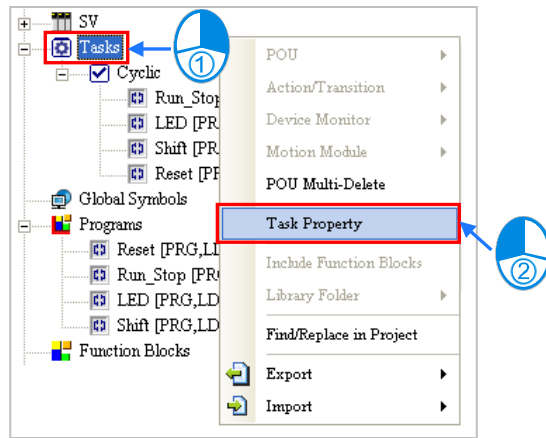 SV
Tasks
①
Cyclic
Run_Stop
LED [PR
Shift [PR
Reset [PR
Global Symbols
Programs
Reset [PRG,LD
Run_Stop [PR
LED [PRG,LD
Shift [PRG,LD
Function Blocks
POU
Action/Transition
Device Monitor
Motion Module
POU Multi-Delete
Task Property
②
Include Function Blocks
Library Folder
Find/Replace in Project
Export
Import